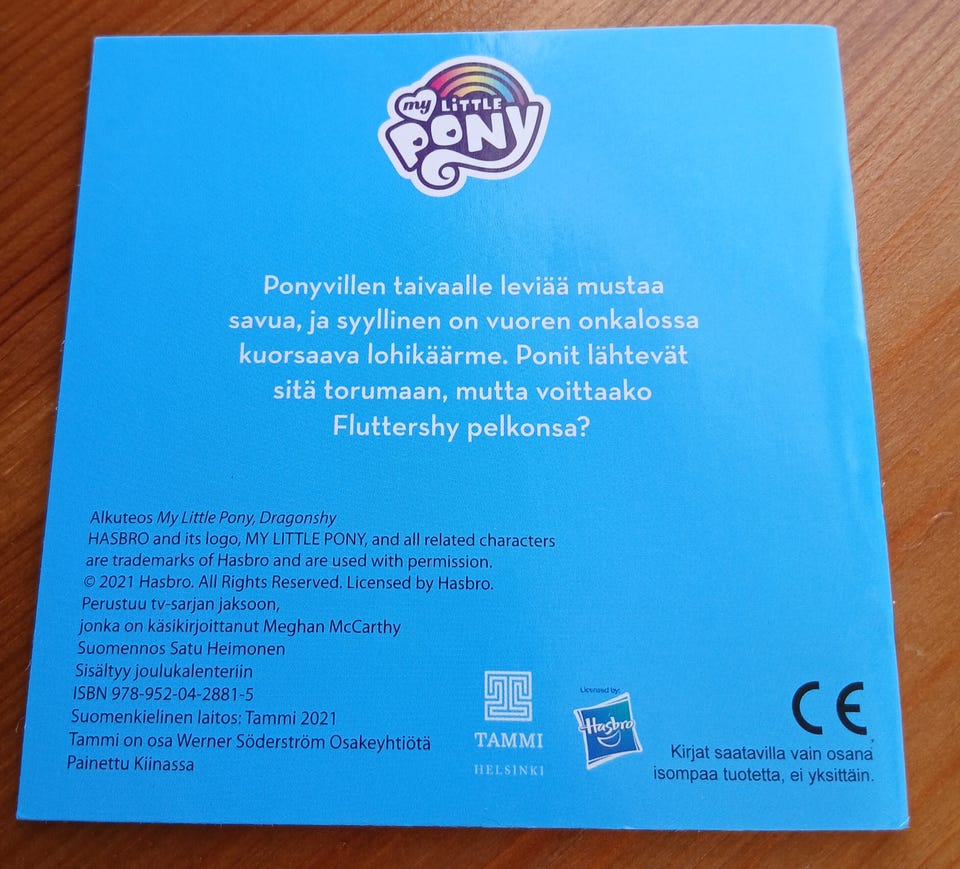 my LITTLE
PONY
Ponyvillen taivaalle leviää mustaa
savua, ja syyllinen on vuoren onkalossa
kuorsaava lohikäärme. Ponit lähtevät
sitä torumaan, mutta voittaako
Fluttershy pelkonsa?
Alkuteos My Little Pony, Dragonshy
HASBRO and its logo, MY LITTLE PONY, and all related characters
are trademarks of Hasbro and are used with permission.
© 2021 Hasbro. All Rights Reserved. Licensed by Hasbro.
Perustuu tv-sarjan jaksoon,
jonka on käsikirjoittanut Meghan McCarthy
Suomennos Satu Heimonen
Sisältyy joulukalenteriin
ISBN 978-952-04-2881-5
Suomenkielinen laitos: Tammi 2021
Tammi on osa Werner Söderström Osakeyhtiötä
Painettu Kiinassa
TAMMI
HELSINKI
Licensed by:
Hasbro
CE
Kirjat saatavilla vain osana
isompaa tuotetta, ei yksittäin.